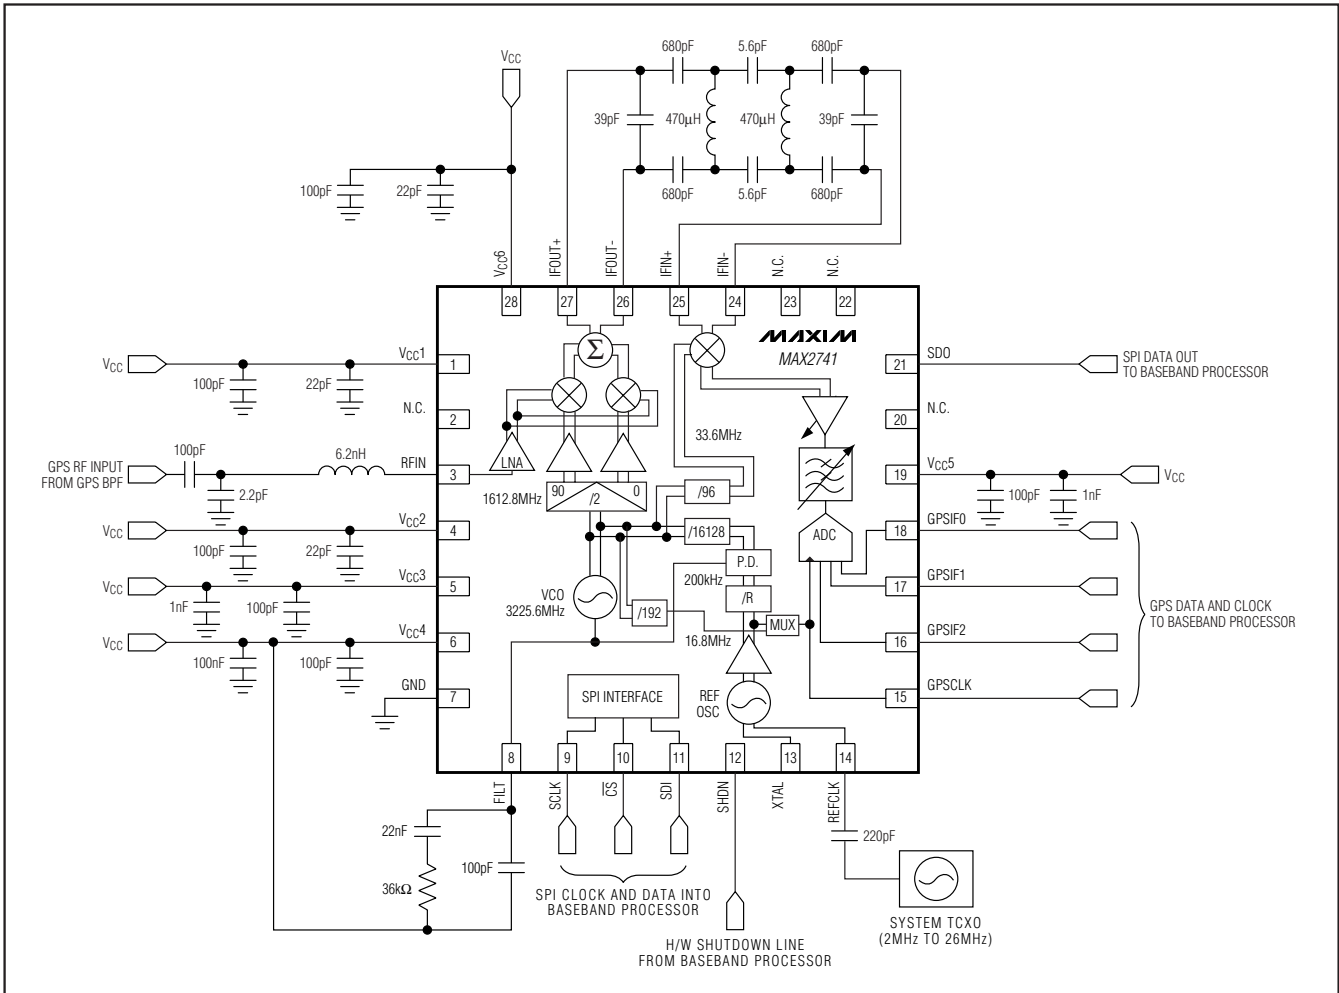 680pF 5.6pF 680pF
VCC
39pF 470μH 470μH 39pF
100pF 22pF
680pF 5.6pF 680pF
VCC6 IFOUT+ IFOUT- IFIN+ IFIN- N.C. N.C.
28 27 26 25 24 23 22
MAXIM
MAX2741
Σ
VCC VCC1 1
100pF 22pF
21 SDO SPI DATA OUT
TO BASEBAND PROCESSOR
N.C. 2
20 N.C.
33.6MHz
100pF 6.2nH
GPS RF INPUT
FROM GPS BPF
RFIN 3 LNA
2.2pF
19 VCC5 VCC
100pF 1nF
1612.8MHz 90 /2 0 /96
VCC VCC2 4
100pF 22pF
/16128 ADC 18 GPSIF0
P.D.
200kHz
VCC VCC3 5
1nF 100pF
VCO
3225.6MHz
/192 /R
17 GPSIF1
GPS DATA AND CLOCK
TO BASEBAND PROCESSOR
MUX
16.8MHz
VCC VCC4 6
100nF 100pF
16 GPSIF2
GND 7
SPI INTERFACE
REF
OSC
15 GPSCLK
8 9 10 11 12 13 14
FILT SCLK CS SDI SHDN XTAL REFCLK
22nF
36kΩ
100pF
220pF
SPI CLOCK AND DATA INTO
BASEBAND PROCESSOR
H/W SHUTDOWN LINE
FROM BASEBAND PROCESSOR
SYSTEM TCXO
(2MHz TO 26MHz)